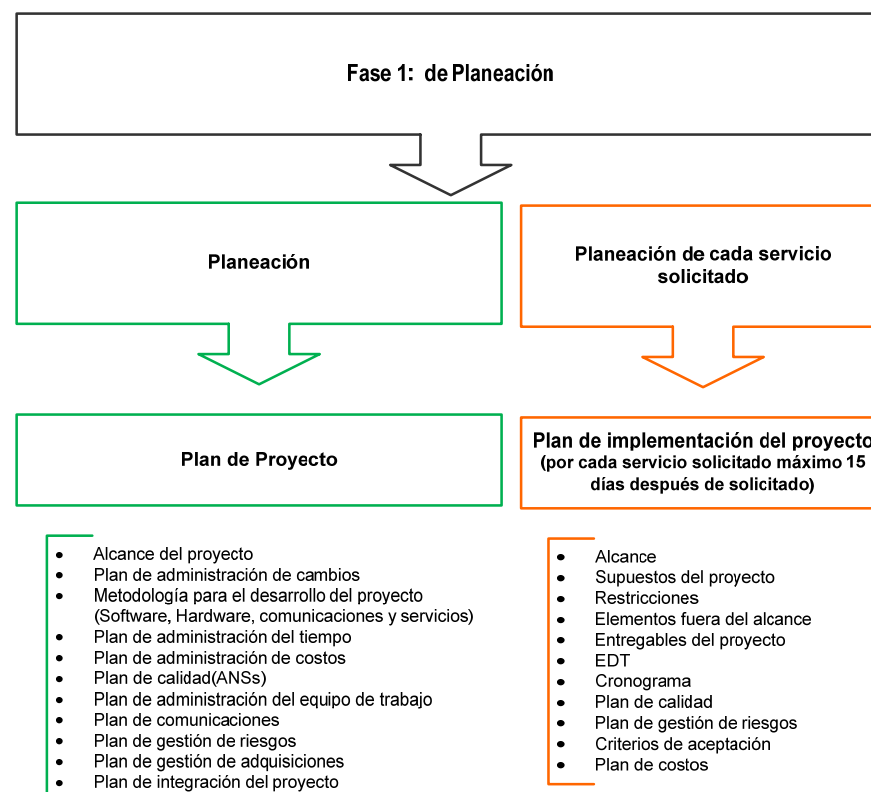 Fase 1: de Planeación
Planeación
Planeación de cada servicio
solicitado
Plan de Proyecto
Plan de implementación del proyecto
(por cada servicio solicitado máximo 15
días después de solicitado)
• Alcance del proyecto
• Plan de administración de cambios
• Metodología para el desarrollo del proyecto
(Software, Hardware, comunicaciones y servicios)
• Plan de administración del tiempo
• Plan de administración de costos
• Plan de calidad(ANSs)
• Plan de administración del equipo de trabajo
• Plan de comunicaciones
• Plan de gestión de riesgos
• Plan de gestión de adquisiciones
• Plan de integración del proyecto
• Alcance
• Supuestos del proyecto
• Restricciones
• Elementos fuera del alcance
• Entregables del proyecto
• EDT
• Cronograma
• Plan de calidad
• Plan de gestión de riesgos
• Criterios de aceptación
• Plan de costos